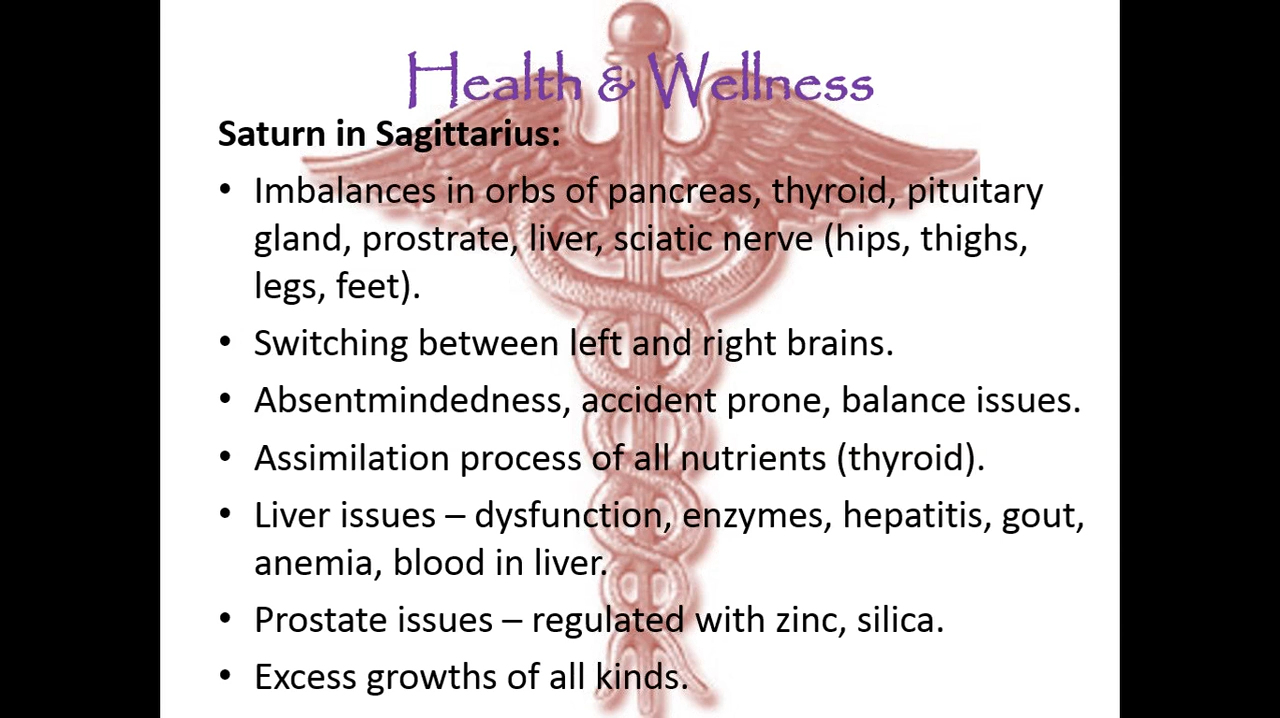 Health & Wellness
Saturn in Sagittarius:
• Imbalances in orbs of pancreas, thyroid, pituitary
gland, prostrate, liver, sciatic nerve (hips, thighs,
legs, feet).
• Switching between left and right brains.
• Absentmindedness, accident prone, balance issues.
• Assimilation process of all nutrients (thyroid).
• Liver issues – dysfunction, enzymes, hepatitis, gout,
anemia, blood in liver.
• Prostate issues – regulated with zinc, silica.
• Excess growths of all kinds.